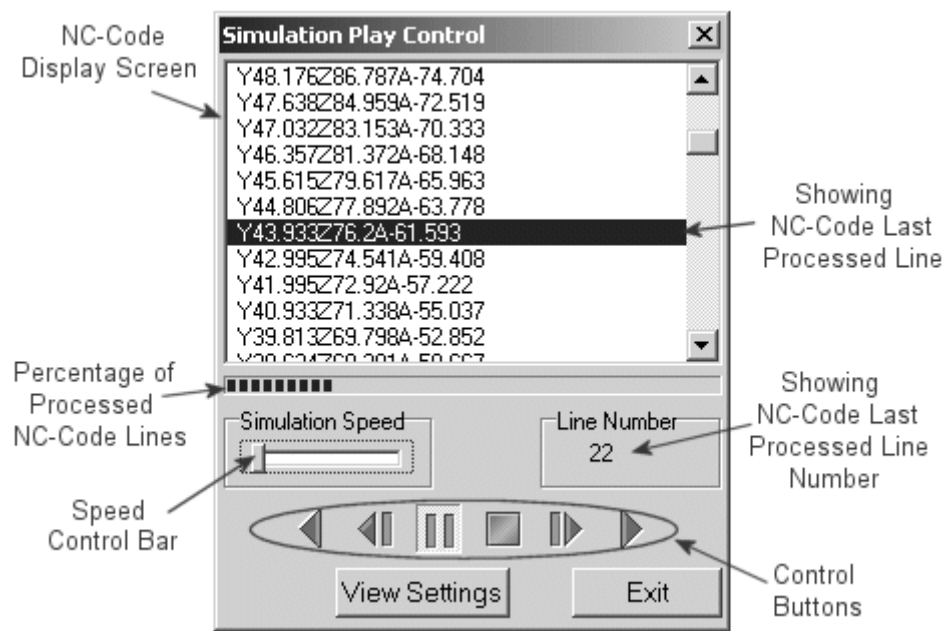 NC-Code
Display Screen
Simulation Play Control
Y48.176Z86.787A-74.704
Y47.638Z84.959A-72.519
Y47.032Z83.153A-70.333
Y46.357Z81.372A-68.148
Y45.615Z79.617A-65.963
Y44.806Z77.892A-63.778
Y43.933Z76.2A-61.593
Y42.995Z74.541A-59.408
Y41.995Z72.92A-57.222
Y40.933Z71.338A-55.037
Y39.813Z69.798A-52.852
Showing
NC-Code Last
Processed Line
Percentage of
Processed
NC-Code Lines
Simulation Speed
Line Number
22
Showing
NC-Code Last
Processed Line
Number
Speed
Control Bar
View Settings
Exit
Control
Buttons